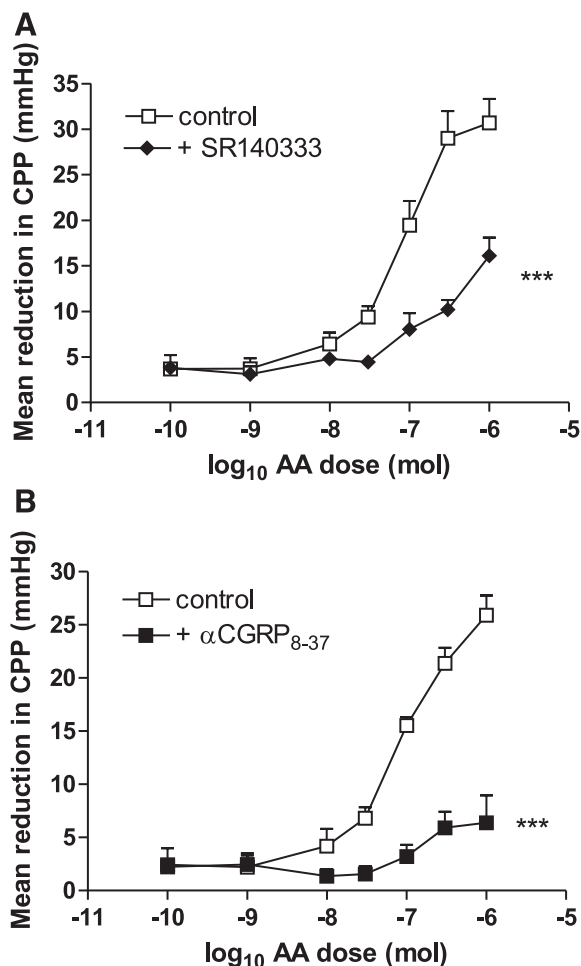 A
Mean reduction in CPP (mmHg)
35
30
25
20
15
10
5
0
control
+ SR140333
***
-11 -10 -9 -8 -7 -6 -5
log₁₀ AA dose (mol)
B
Mean reduction in CPP (mmHg)
30
25
20
15
10
5
0
control
+ αCGRP₈₋₃₇
***
-11 -10 -9 -8 -7 -6 -5
log₁₀ AA dose (mol)